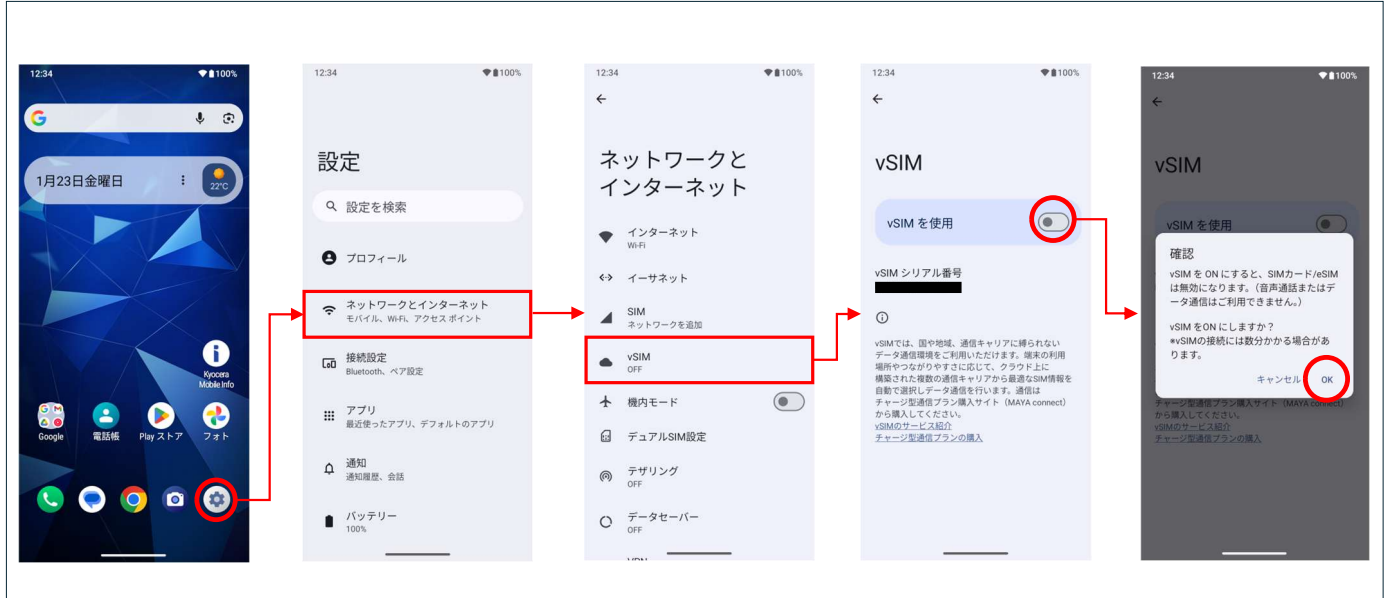 12:34
100%
1月23日金曜日
22°C
Kyocera
Mobile Info
Google
電話帳
Play ストア
フォト
12:34
100%
設定
設定を検索
プロフィール
ネットワークとインターネット
モバイル、Wi-Fi、アクセス ポイント
接続設定
Bluetooth、ペア設定
アプリ
最近使ったアプリ、デフォルトのアプリ
通知
通知履歴、会話
バッテリー
100%
12:34
100%
ネットワークと
インターネット
インターネット
Wi-Fi
イーサネット
SIM
ネットワークを追加
vSIM
OFF
機内モード
デュアルSIM設定
テザリング
OFF
データセーバー
OFF
12:34
100%
vSIM
vSIM を使用
vSIM シリアル番号
vSIMでは、国や地域、通信キャリアに縛られない
データ通信環境をご利用いただけます。端末の利用
場所やつながりやすさに応じて、クラウド上に
構築された複数の通信キャリアから最適なSIM情報を
自動で選択しデータ通信を行います。通信は
チャージ型通信プラン購入サイト（MAYA connect）
から購入してください。
vSIMのサービス紹介
チャージ型通信プランの購入
12:34
100%
vSIM
vSIM を使用
確認
vSIM を ON にすると、SIMカード/eSIM
は無効になります。（音声通話またはデ
ータ通信はご利用できません。）
vSIM をON にしますか？
※vSIMの接続には数分かかる場合があ
ります。
キャンセル
OK
チャージ型通信プラン購入サイト（MAYA connect）
から購入してください。
vSIMのサービス紹介
チャージ型通信プランの購入